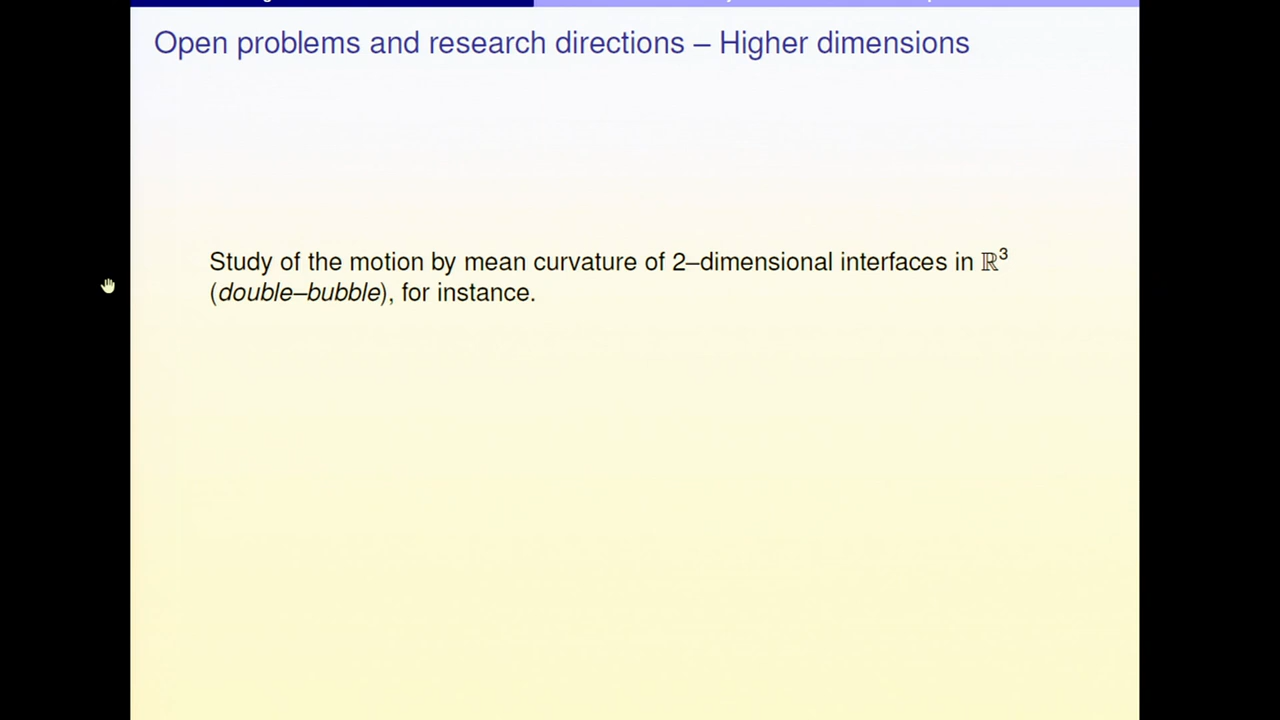 Open problems and research directions – Higher dimensions
Study of the motion by mean curvature of 2–dimensional interfaces in ℝ³
(double–bubble), for instance.